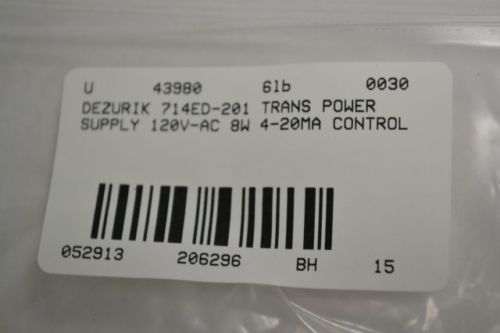 U 43980 6lb 0030
DEZURIK 714ED-201 TRANS POWER
SUPPLY 120V-AC 8W 4-20MA CONTROL
052913 206296 BH 15